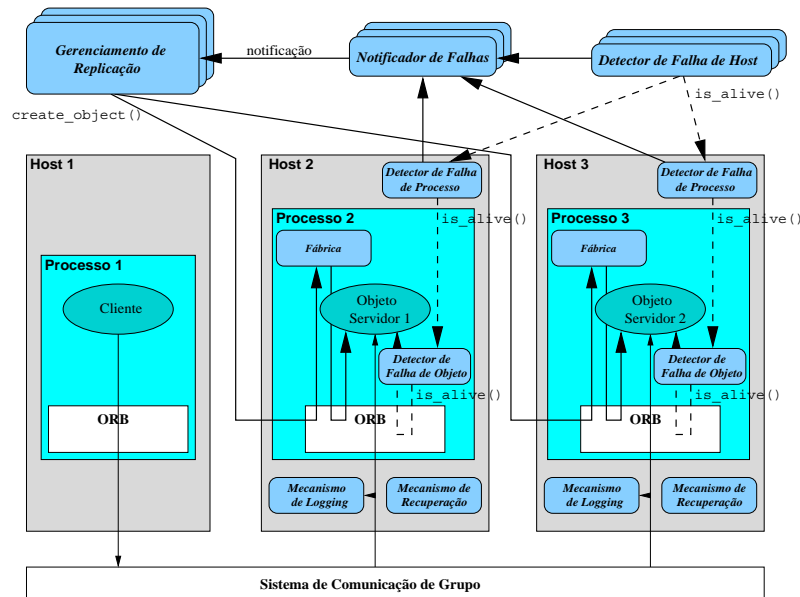 Gerenciamento de
Replicação
notificação
Notificador de Falhas
Detector de Falha de Host
create_object()
is_alive()
Host 1
Host 2
Host 3
Detector de Falha
de Processo
Detector de Falha
de Processo
is_alive()
is_alive()
Processo 1
Processo 2
Processo 3
Fábrica
Fábrica
Cliente
Objeto
Servidor 1
Objeto
Servidor 2
Detector de
Falha de Objeto
Detector de
Falha de Objeto
is_alive()
is_alive()
ORB
ORB
ORB
Mecanismo
de Logging
Mecanismo de
Recuperação
Mecanismo
de Logging
Mecanismo de
Recuperação
Sistema de Comunicação de Grupo